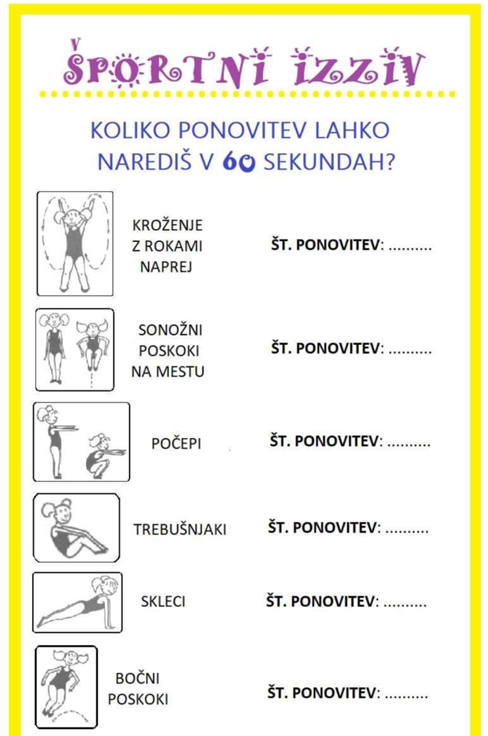 ŠPORTNI IZZIV
KOLIKO PONOVITEV LAHKO
NAREDIŠ V 60 SEKUNDAH?
KROŽENJE
Z ROKAMI
NAPREJ
ŠT. PONOVITEV: ..........
SONOŽNI
POSKOKI
NA MESTU
ŠT. PONOVITEV: ..........
POČEPI
ŠT. PONOVITEV: ..........
TREBUŠNJAKI
ŠT. PONOVITEV: ..........
SKLECI
ŠT. PONOVITEV: ..........
BOČNI
POSKOKI
ŠT. PONOVITEV: ..........